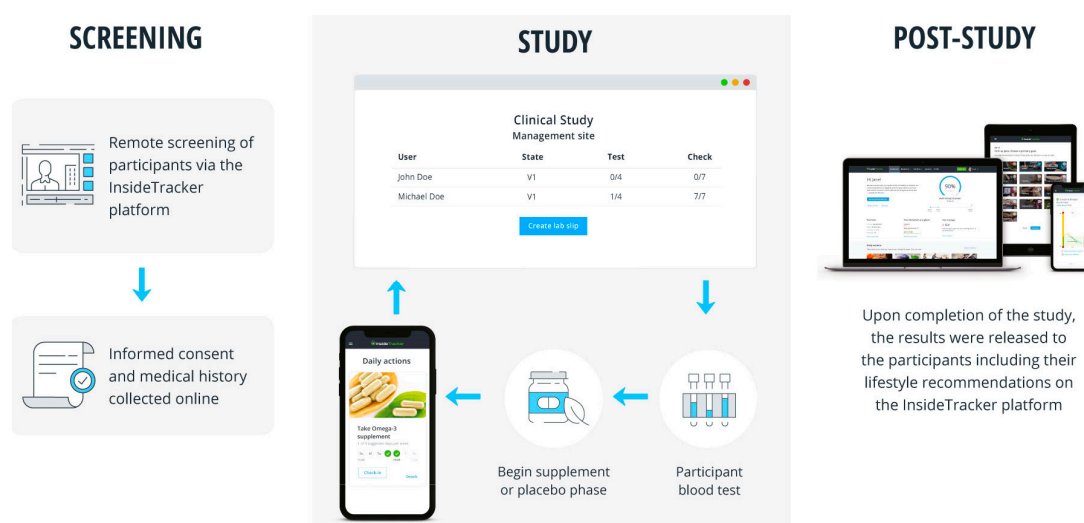 SCREENING
Remote screening of
participants via the
InsideTracker
platform
Informed consent
and medical history
collected online
STUDY
Clinical Study
Management site
User State Test Check
John Doe V1 0/4 0/7
Michael Doe V1 1/4 7/7
Create lab slip
InsideTracker
Daily actions
Take Omega-3
supplement
Check in
Details
Begin supplement
or placebo phase
Participant
blood test
POST-STUDY
90%
Upon completion of the study,
the results were released to
the participants including their
lifestyle recommendations on
the InsideTracker platform